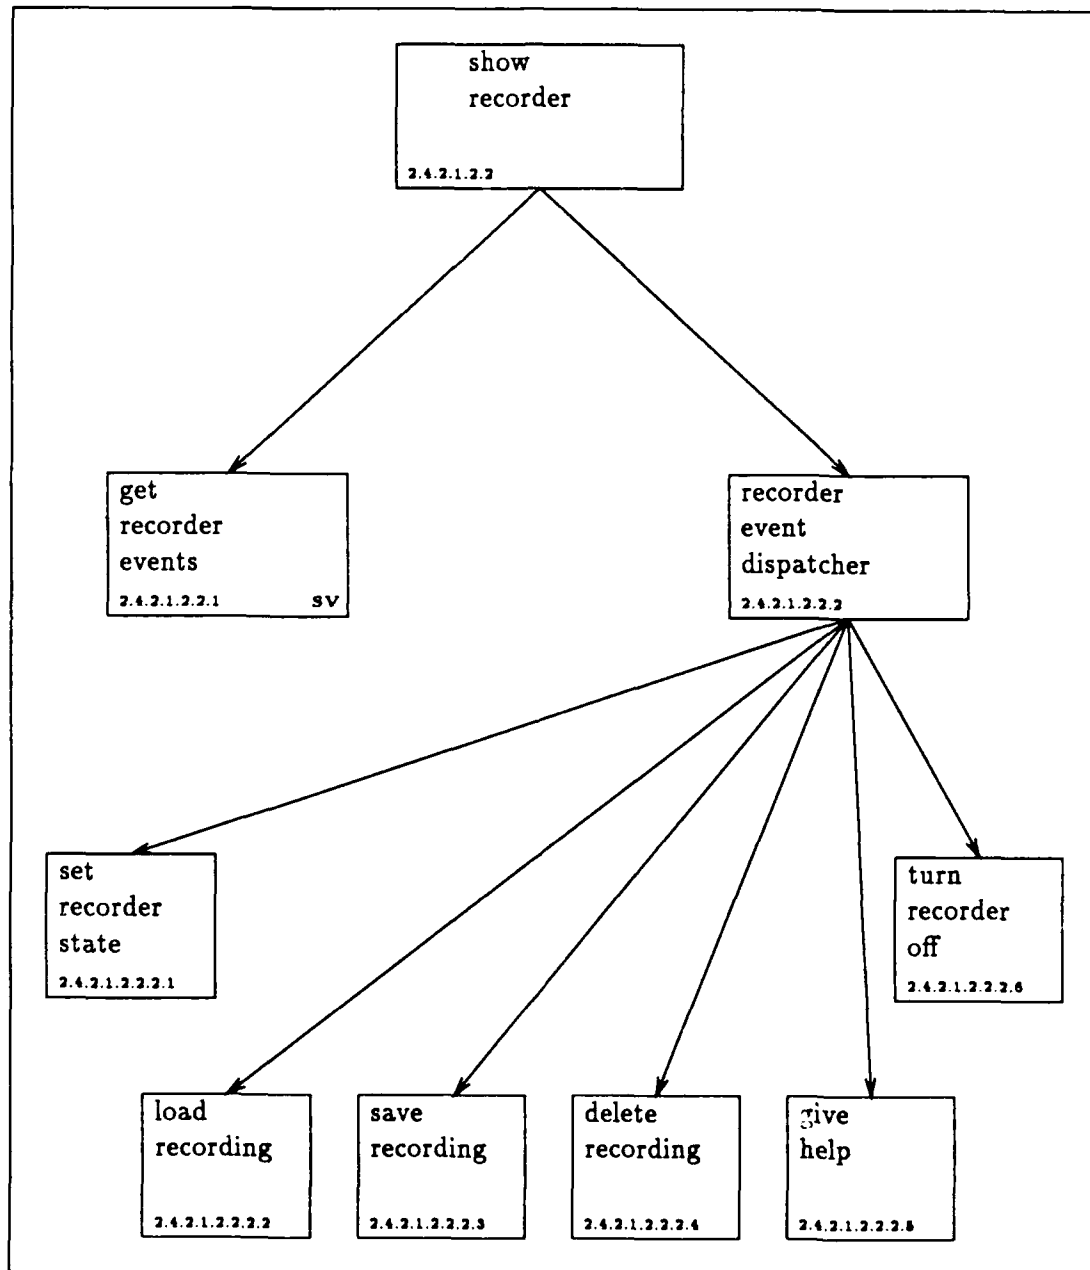 show
recorder
2.4.2.1.2.2
get
recorder
events
2.4.2.1.2.2.1 SV
recorder
event
dispatcher
2.4.2.1.2.2.2
set
recorder
state
2.4.2.1.2.2.2.1
turn
recorder
off
2.4.2.1.2.2.2.6
load
recording
2.4.2.1.2.2.2.2
save
recording
2.4.2.1.2.2.2.3
delete
recording
2.4.2.1.2.2.2.4
give
help
2.4.2.1.2.2.2.5